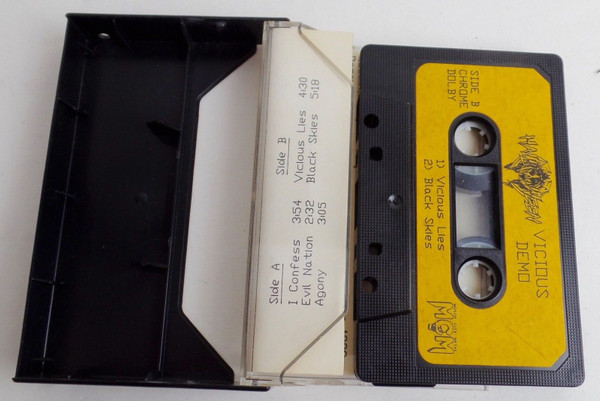 Side A
I Confess 3:54
Evil Nation 2:32
Agony 3:05
Side B
Vicious Lies 4:30
Black Skies 5:18
SIDE B
CHROME
DOLBY
VICIOUS
DEMO
1) Vicious Lies
2) Black Skies
MGM